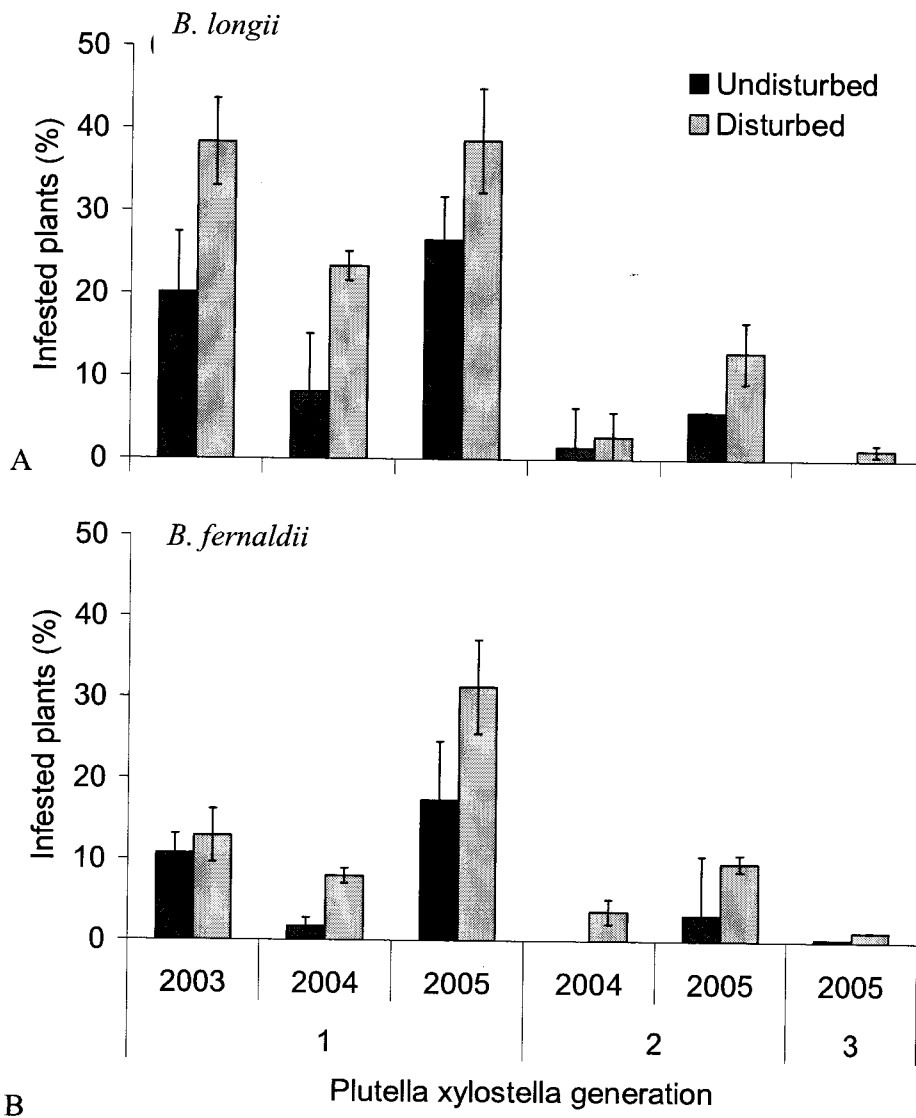 B. longii
50
40
30
20
10
0
Infested plants (%)
Undisturbed
Disturbed
A
B. fernaldii
50
40
30
20
10
0
Infested plants (%)
2003 2004 2005 2004 2005 2005
1 2 3
Plutella xylostella generation
B